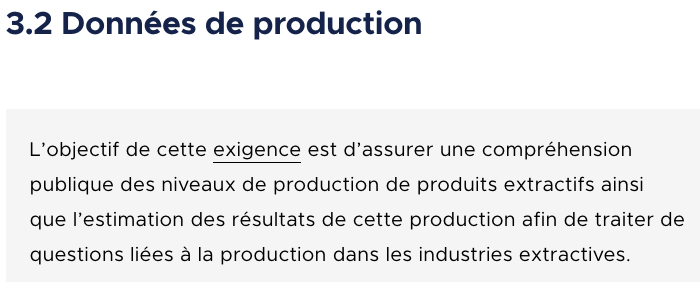 3.2 Données de production
L’objectif de cette exigence est d’assurer une compréhension
publique des niveaux de production de produits extractifs ainsi
que l’estimation des résultats de cette production afin de traiter de
questions liées à la production dans les industries extractives.